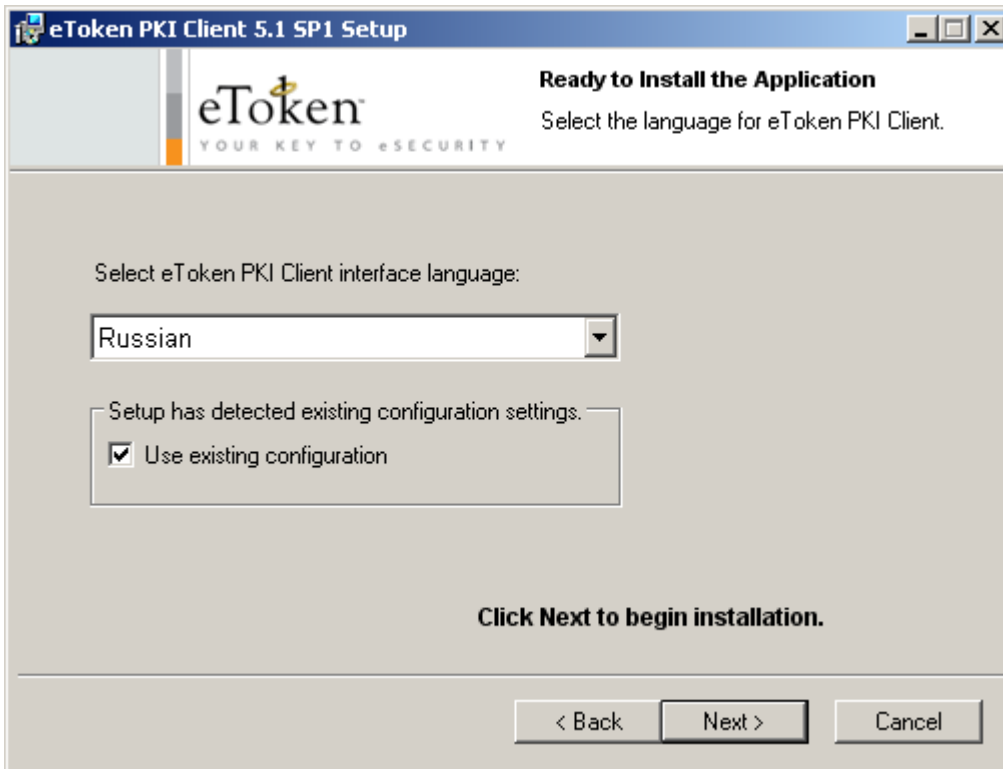 eToken PKI Client 5.1 SP1 Setup
eToken
YOUR KEY TO eSECURITY
Ready to Install the Application
Select the language for eToken PKI Client.
Select eToken PKI Client interface language:
Russian
Setup has detected existing configuration settings.
Use existing configuration
Click Next to begin installation.
< Back Next > Cancel